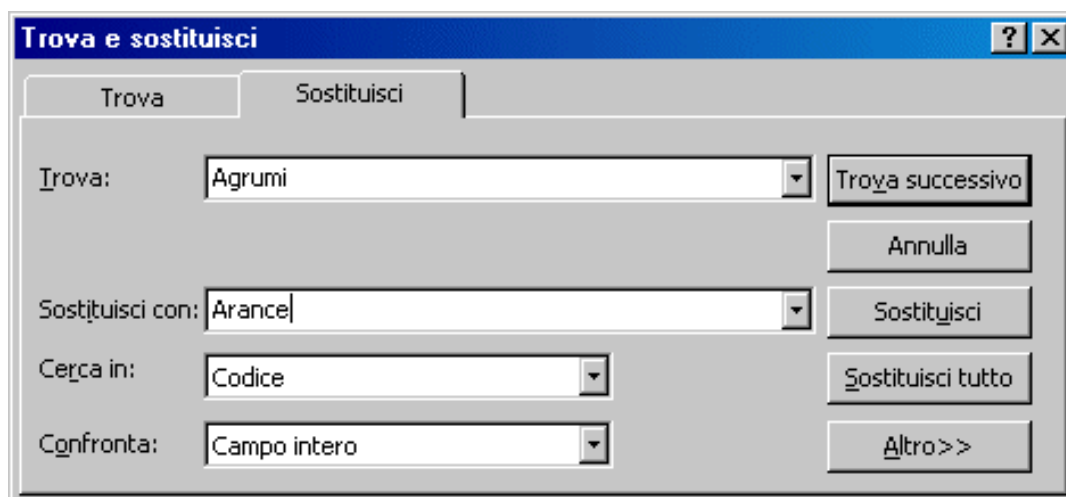 Trova e sostituisci
Trova Sostituisci
Trova: Agrumi Trova successivo
Annulla
Sostituisci con: Arance Sostituisci
Cerca in: Codice Sostituisci tutto
Confronta: Campo intero Altro>>